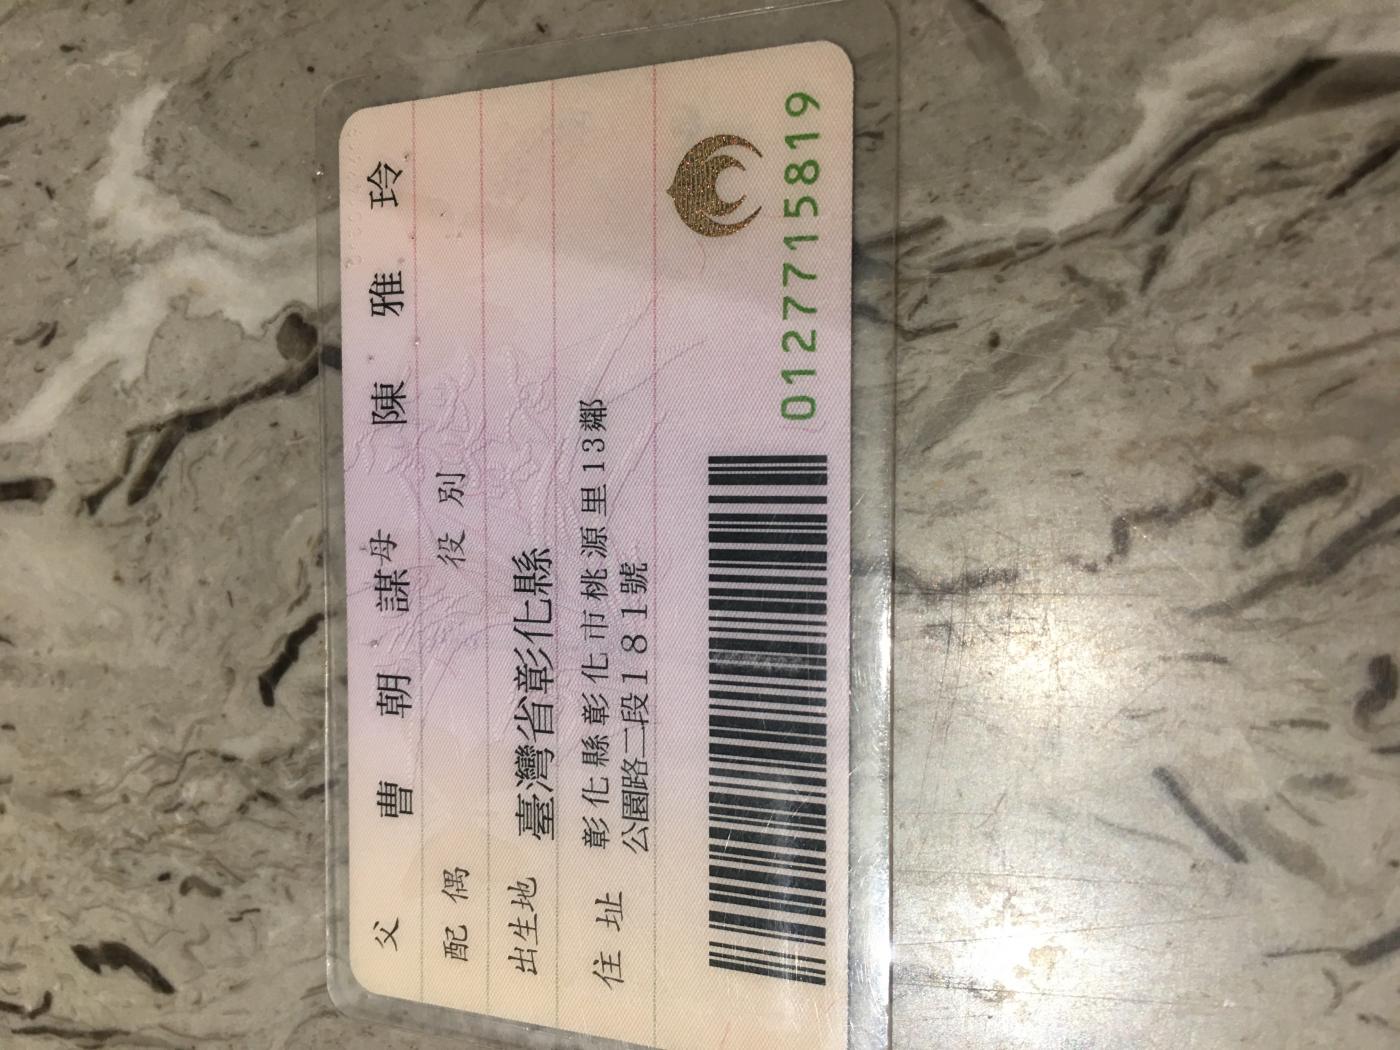 父 曹朝謀 母 陳雅玲
配偶 役別
出生地 臺灣省彰化縣
住址 彰化縣彰化市桃源里13鄰
公園路二段181號
0127715819